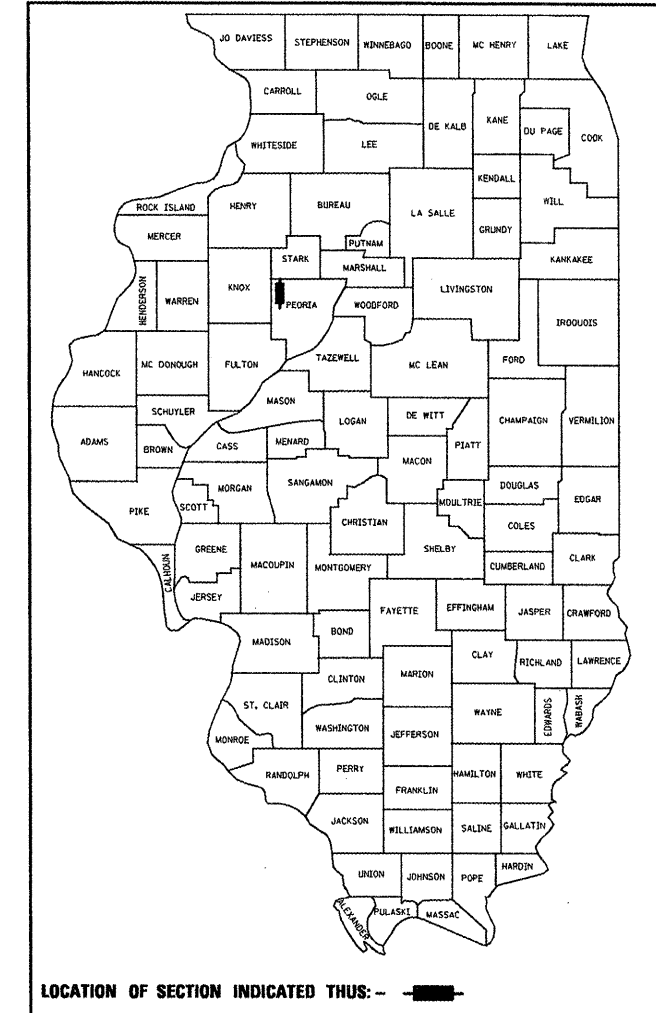 JO DAVIESS STEPHENSON WINNEBAGO BOONE MC HENRY LAKE
CARROLL OGLE DE KALB KANE DU PAGE COOK
WHITESIDE LEE
KENDALL WILL
ROCK ISLAND HENRY BUREAU LA SALLE GRUNDY
MERCER PUTNAM
STARK MARSHALL KANKAKEE
HENDERSON WARREN KNOX PEORIA WOODFORD LIVINGSTON IROQUOIS
HANCOCK MC DONOUGH FULTON TAZEWELL MC LEAN FORD
MASON
SCHUYLER LOGAN DE WITT CHAMPAIGN VERMILION
ADAMS BROWN CASS MENARD MACON PIATT
MORGAN SANGAMON DOUGLAS EDGAR
PIKE SCOTT CHRISTIAN MOULTRIE COLES
GREENE MACOUPIN MONTGOMERY SHELBY CUMBERLAND CLARK
CALHOUN JERSEY
FAYETTE EFFINGHAM JASPER CRAWFORD
MADISON BOND
CLINTON MARION CLAY RICHLAND LAWRENCE
ST. CLAIR WASHINGTON JEFFERSON WAYNE EDWARDS WABASH
MONROE
RANDOLPH PERRY FRANKLIN HAMILTON WHITE
JACKSON WILLIAMSON SALINE GALLATIN
UNION JOHNSON POPE HARDIN
ALEXANDER PULASKI MASSAC
LOCATION OF SECTION INDICATED THUS:-